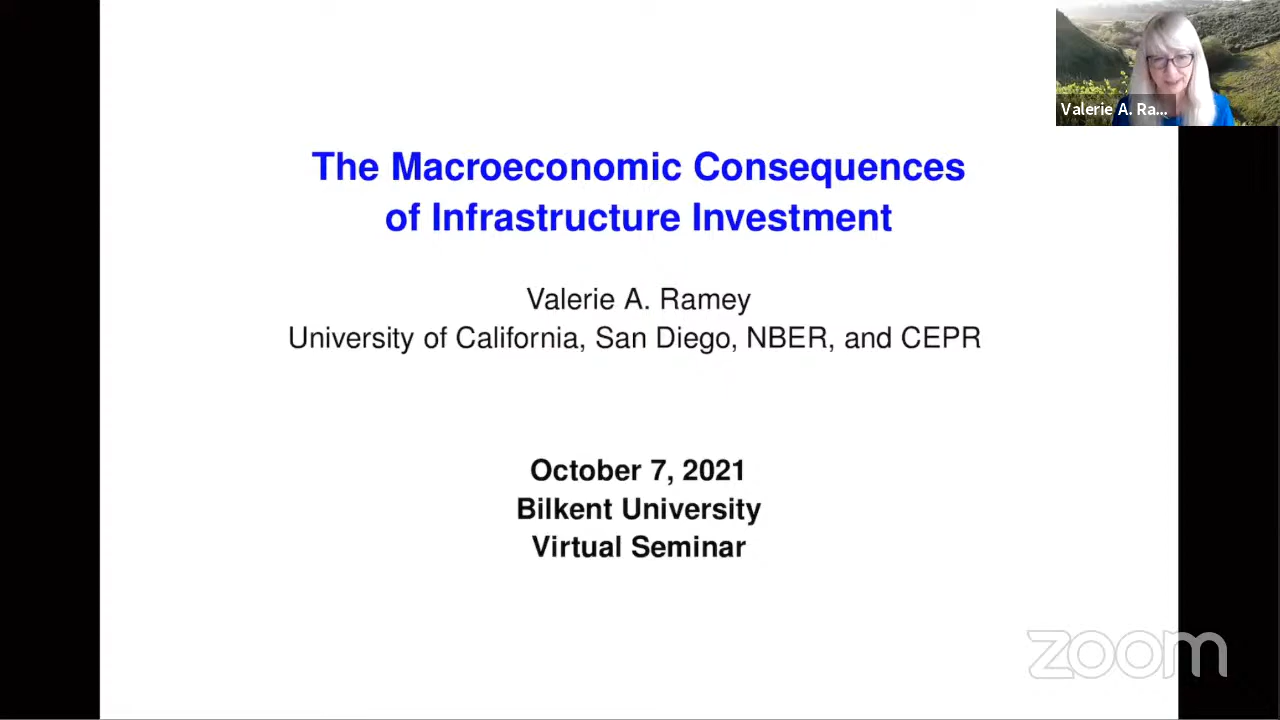 Valerie A. Ra...
The Macroeconomic Consequences
of Infrastructure Investment
Valerie A. Ramey
University of California, San Diego, NBER, and CEPR
October 7, 2021
Bilkent University
Virtual Seminar
zoom